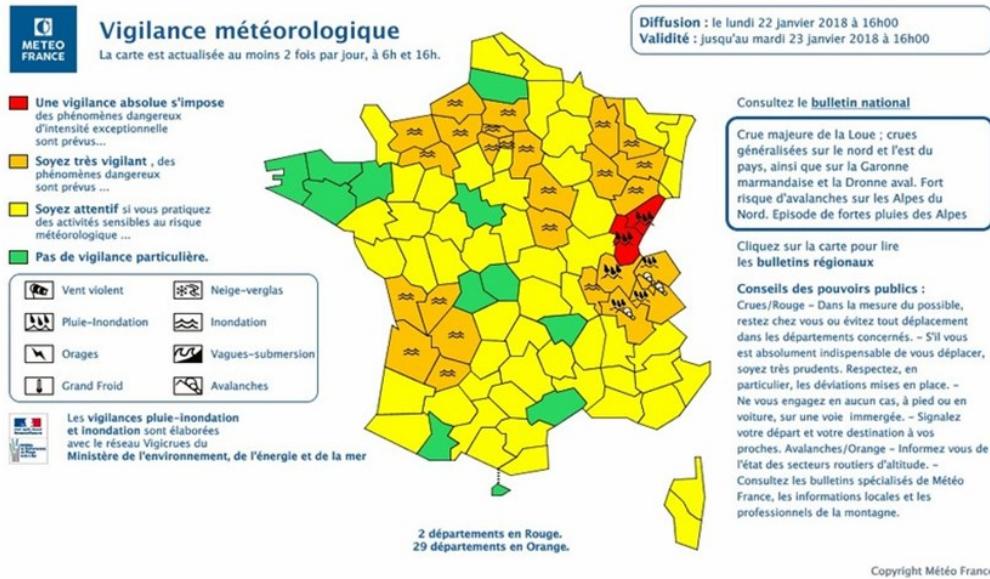 METEO
FRANCE
Vigilance météorologique
La carte est actualisée au moins 2 fois par jour, à 6h et 16h.
Diffusion : le lundi 22 janvier 2018 à 16h00
Validité : jusqu'au mardi 23 janvier 2018 à 16h00
Une vigilance absolue s'impose
des phénomènes dangereux
d'intensité exceptionnelle
sont prévus...
Soyez très vigilant , des
phénomènes dangereux
sont prévus ...
Soyez attentif si vous pratiquez
des activités sensibles au risque
météorologique ...
Pas de vigilance particulière.
Vent violent
Neige-verglas
Pluie-Inondation
Inondation
Orages
Vagues-submersion
Grand Froid
Avalanches
Les vigilances pluie-inondation
et inondation sont élaborées
avec le réseau Vigicrues du
Ministère de l'environnement, de l'énergie et de la mer
2 départements en Rouge.
29 départements en Orange.
Consultez le bulletin national
Crue majeure de la Loue ; crues
généralisées sur le nord et l'est du
pays, ainsi que sur la Garonne
marmandaise et la Dronne aval. Fort
risque d'avalanches sur les Alpes du
Nord. Episode de fortes pluies des Alpes
Cliquez sur la carte pour lire
les bulletins régionaux
Conseils des pouvoirs publics :
Crues/Rouge – Dans la mesure du possible,
restez chez vous ou évitez tout déplacement
dans les départements concernés. – S'il vous
est absolument indispensable de vous déplacer,
soyez très prudents. Respectez, en
particulier, les déviations mises en place. –
Ne vous engagez en aucun cas, à pied ou en
voiture, sur une voie immergée. – Signalez
votre départ et votre destination à vos
proches. Avalanches/Orange – Informez vous de
l'état des secteurs routiers d'altitude. –
Consultez les bulletins spécialisés de Météo
France, les informations locales et les
professionnels de la montagne.
Copyright Météo France